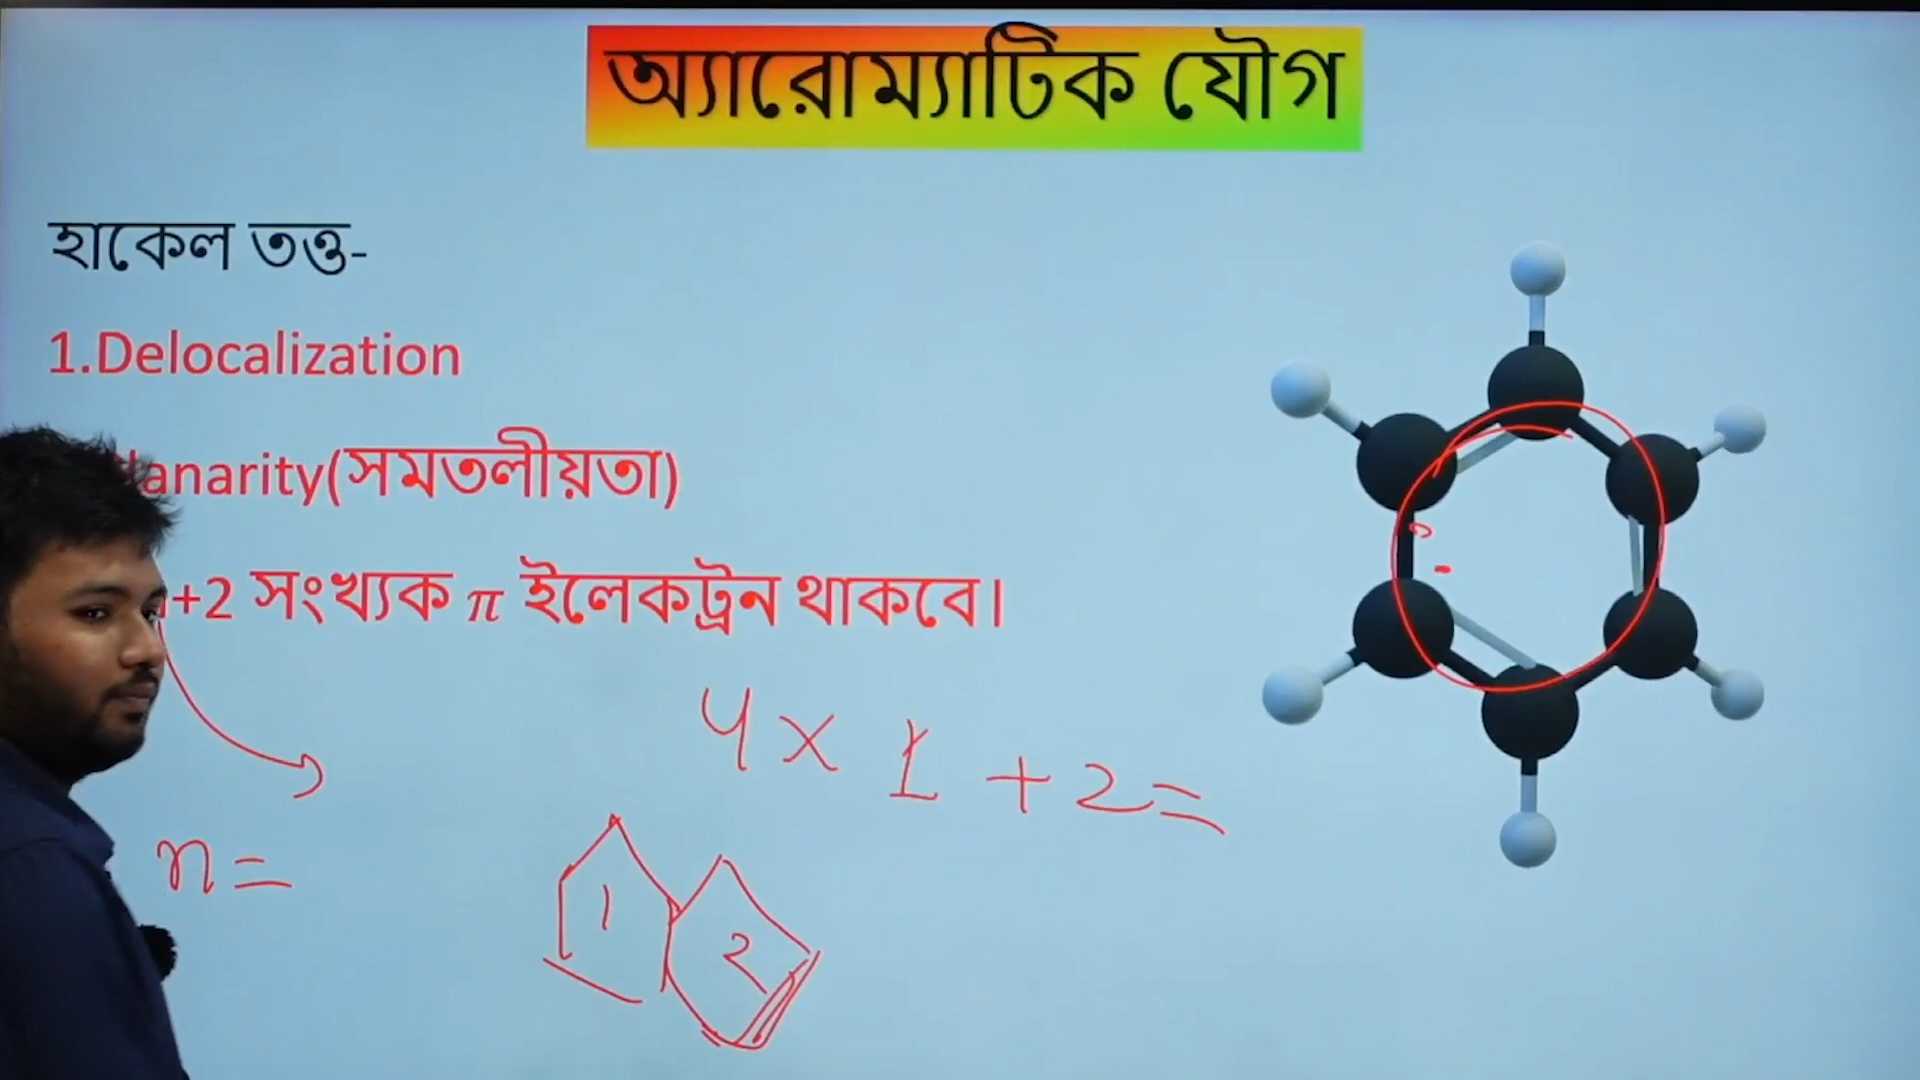 অ্যারোম্যাটিক যৌগ
হাকেল তত্ত-
1.Delocalization
lanarity(সমতলীয়তা)
+2 সংখ্যক π ইলেকট্রন থাকবে।
4 × 1 + 2 =
n =
1
2